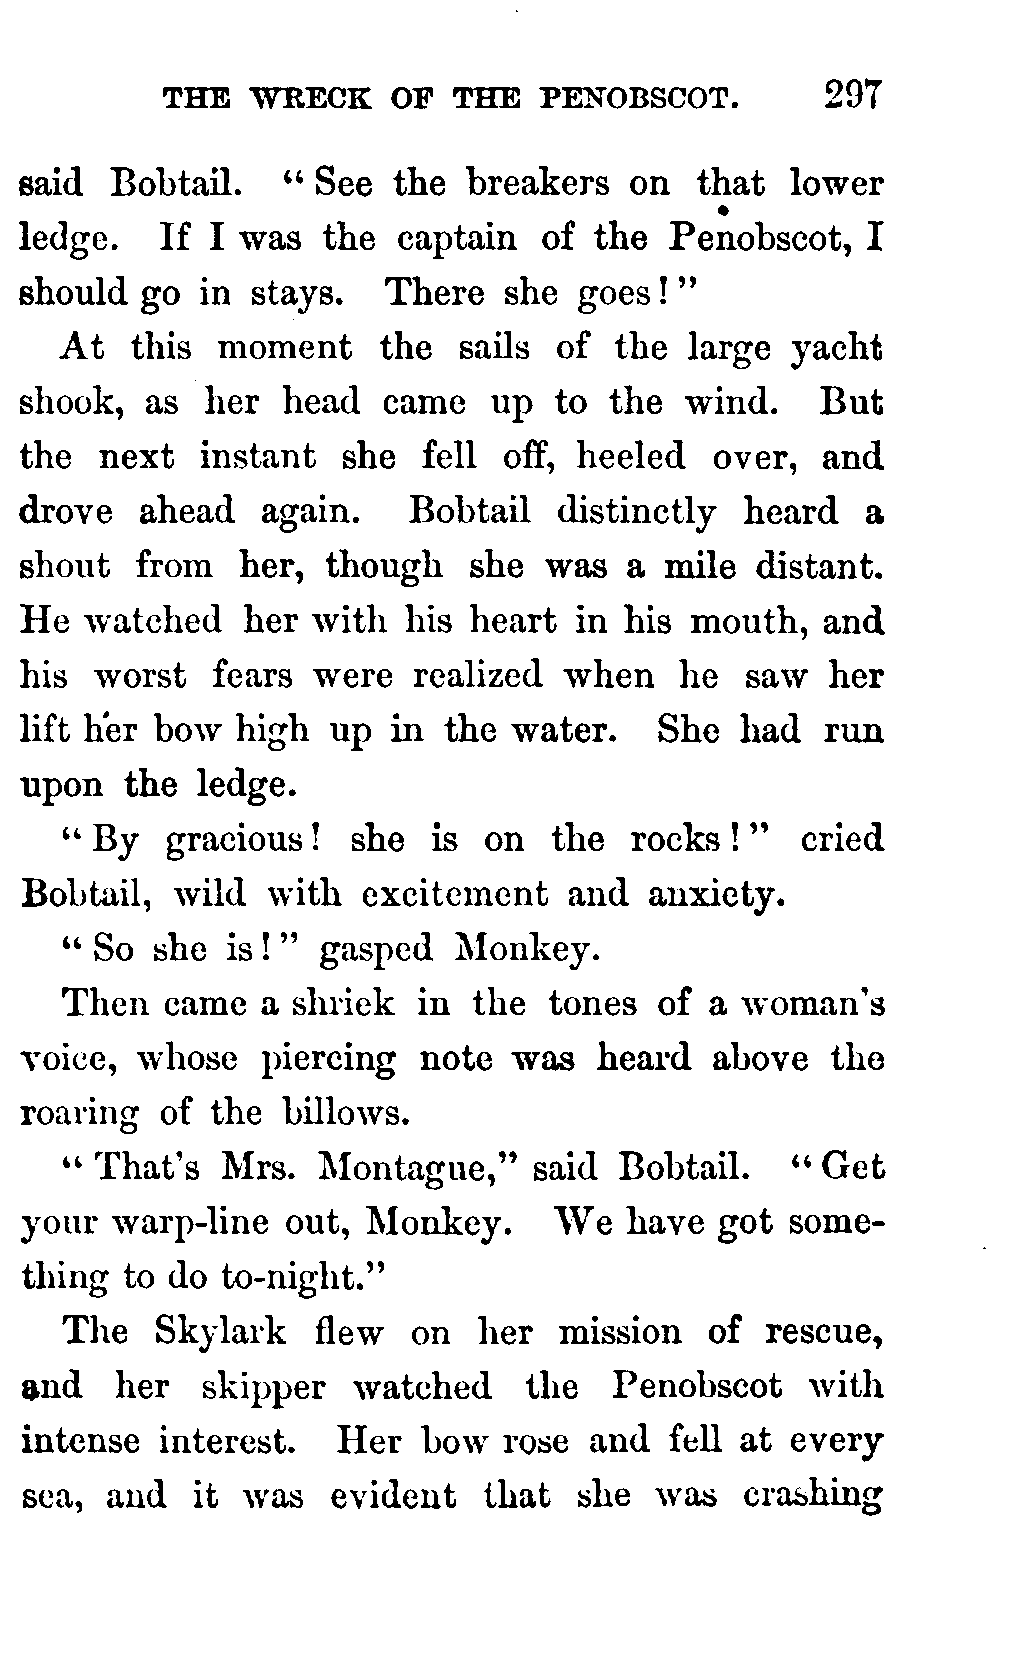 THE WRECK OF THE PENOBSCOT. 297
said Bobtail. “ See the breakers on that lower
ledge. If I was the captain of the Penobscot, I
should go in stays. There she goes! ”
At this moment the sails of the large yacht
shook, as her head came up to the wind. But
the next instant she fell off, heeled over, and
drove ahead again. Bobtail distinctly heard a
shout from her, though she was a mile distant.
He watched her with his heart in his mouth, and
his worst fears were realized when he saw her
lift her bow high up in the water. She had run
upon the ledge.
“ By gracious! she is on the rocks! ” cried
Bobtail, wild with excitement and anxiety.
“ So she is! ” gasped Monkey.
Then came a shriek in the tones of a woman's
voice, whose piercing note was heard above the
roaring of the billows.
“ That's Mrs. Montague,” said Bobtail. “ Get
your warp-line out, Monkey. We have got some-
thing to do to-night.”
The Skylark flew on her mission of rescue,
and her skipper watched the Penobscot with
intense interest. Her bow rose and fell at every
sea, and it was evident that she was crashing